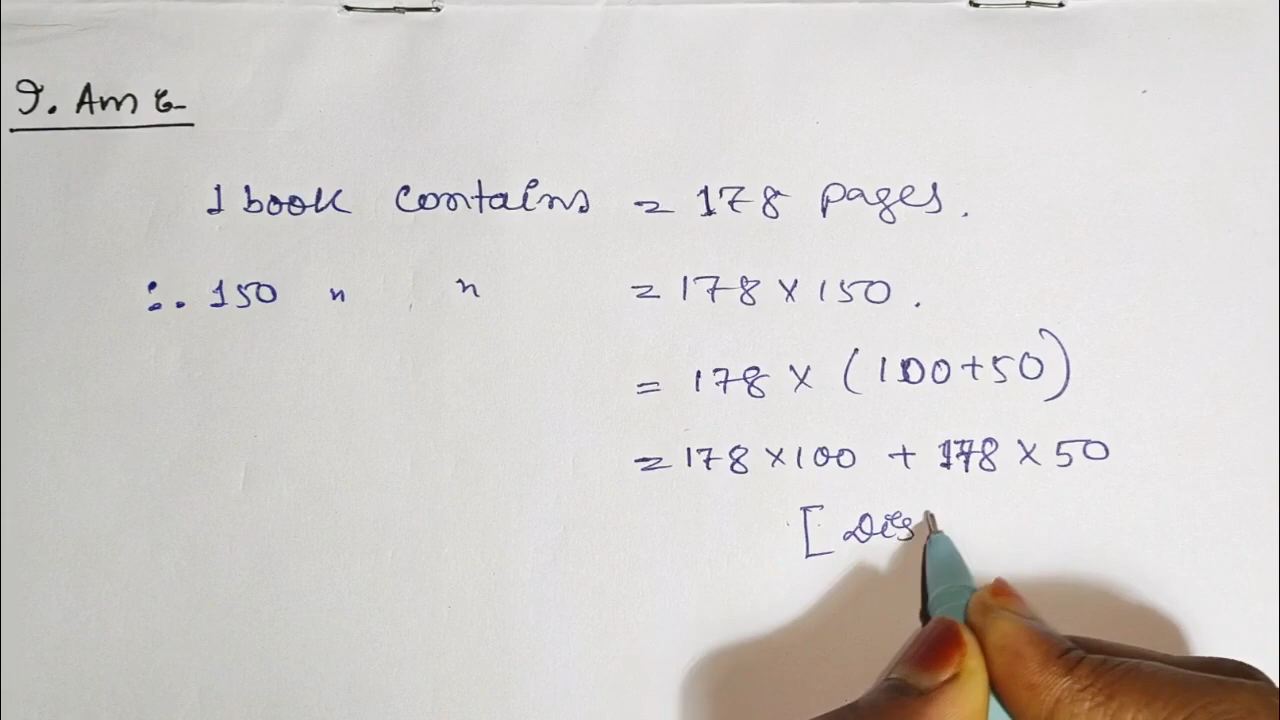 9. Ans
1 book contains = 178 pages.
∴ 150 " " = 178 × 150.
= 178 × (100+50)
= 178 × 100 + 178 × 50
[ Dis